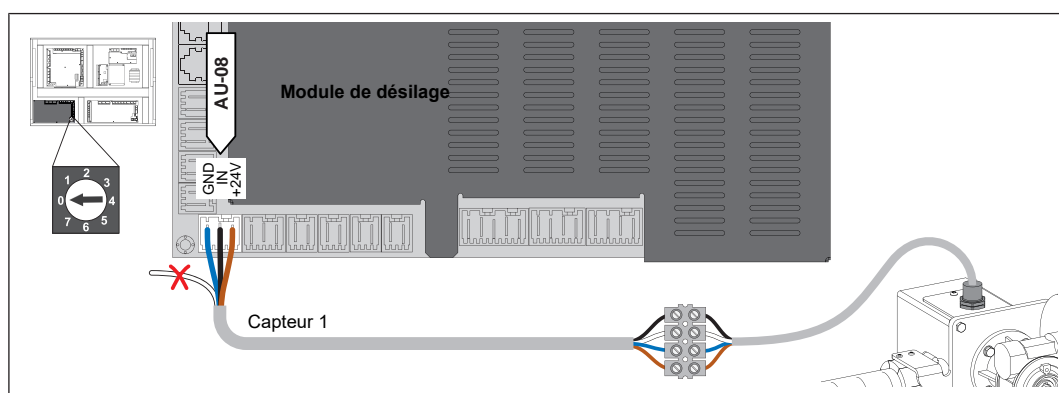 AU-08
Module de désilage
GND
IN
+24V
0
1
2
3
4
5
6
7
Capteur 1